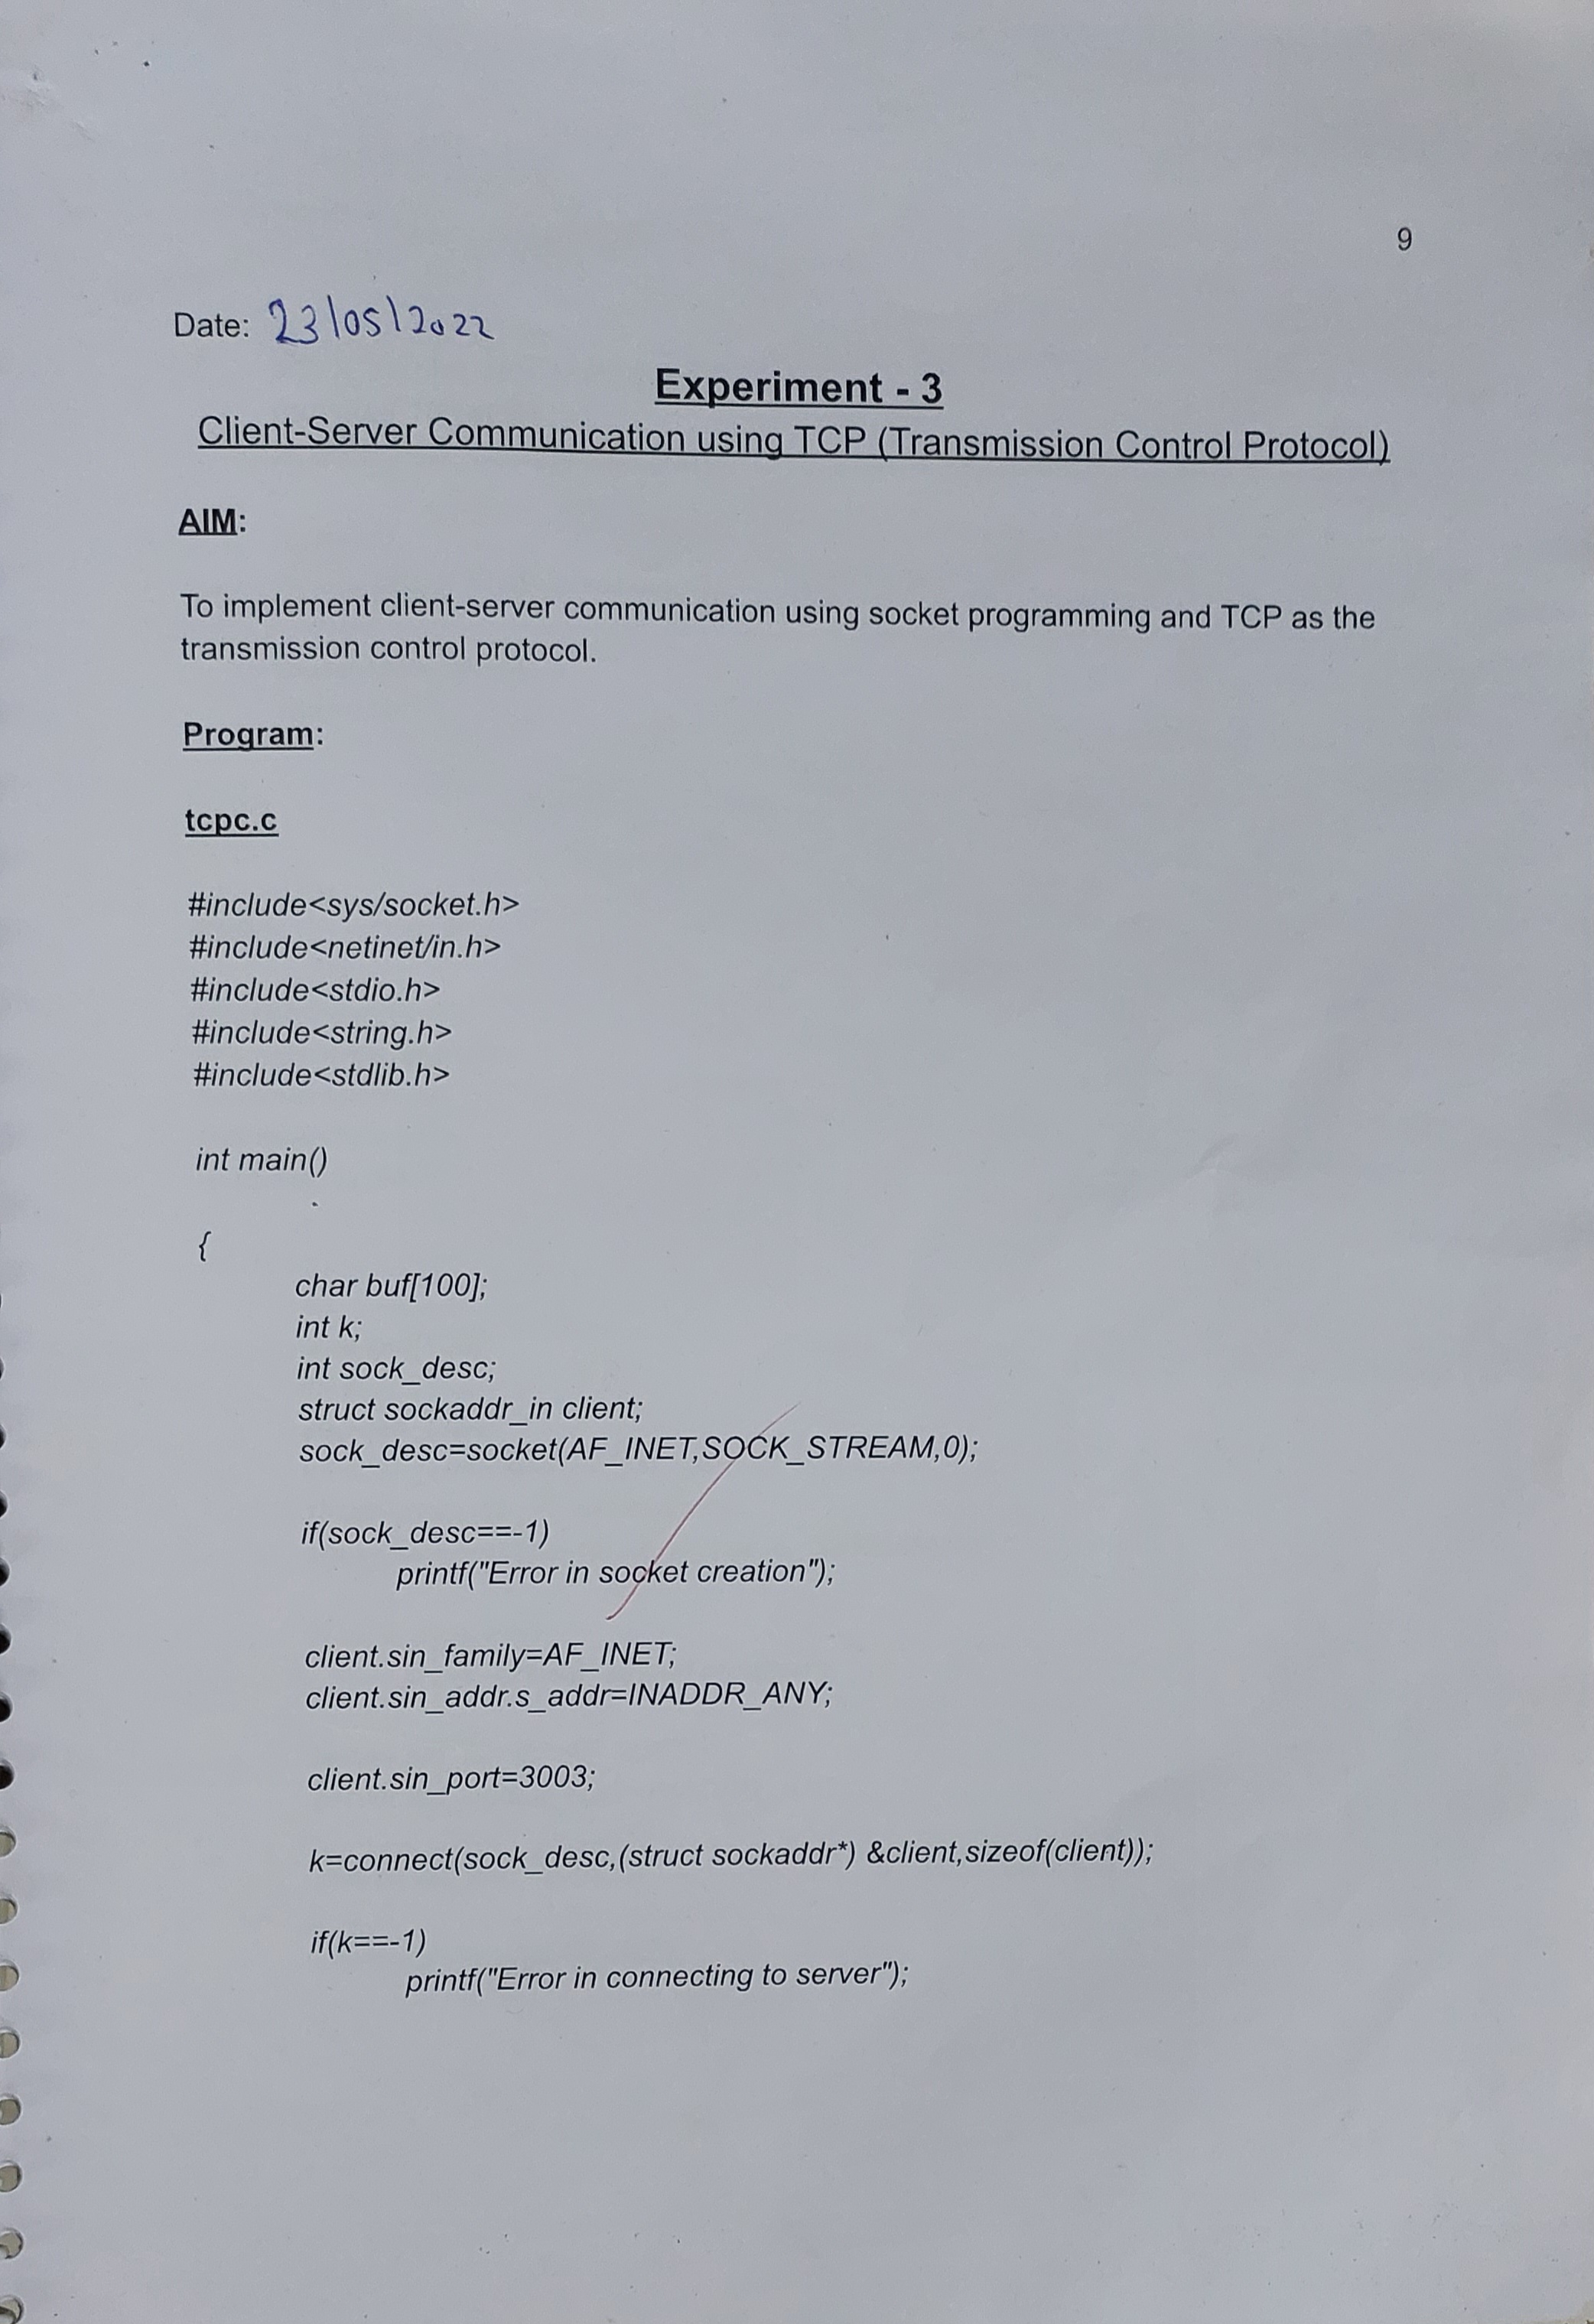 9
Date: 23/05/2022
Experiment - 3
Client-Server Communication using TCP (Transmission Control Protocol)
AIM:
To implement client-server communication using socket programming and TCP as the
transmission control protocol.
Program:
tcpc.c
#include<sys/socket.h>
#include<netinet/in.h>
#include<stdio.h>
#include<string.h>
#include<stdlib.h>
int main()
{
char buf[100];
int k;
int sock_desc;
struct sockaddr_in client;
sock_desc=socket(AF_INET,SOCK_STREAM,0);
if(sock_desc==-1)
printf("Error in socket creation");
client.sin_family=AF_INET;
client.sin_addr.s_addr=INADDR_ANY;
client.sin_port=3003;
k=connect(sock_desc,(struct sockaddr*) &client,sizeof(client));
if(k==-1)
printf("Error in connecting to server");